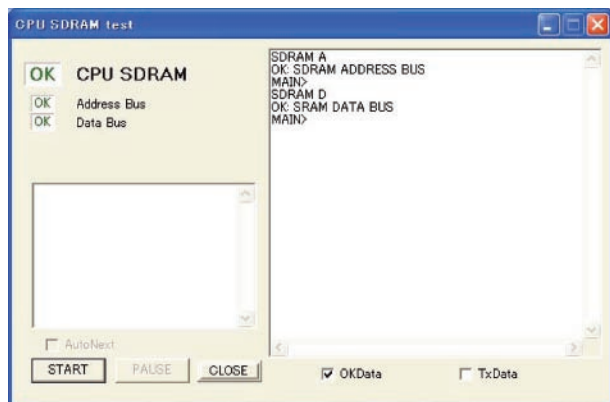 CPU SDRAM test
OK CPU SDRAM
OK Address Bus
OK Data Bus
SDRAM A
OK: SDRAM ADDRESS BUS
MAIN>
SDRAM D
OK: SRAM DATA BUS
MAIN>
AutoNext
START PAUSE CLOSE
OKData TxData